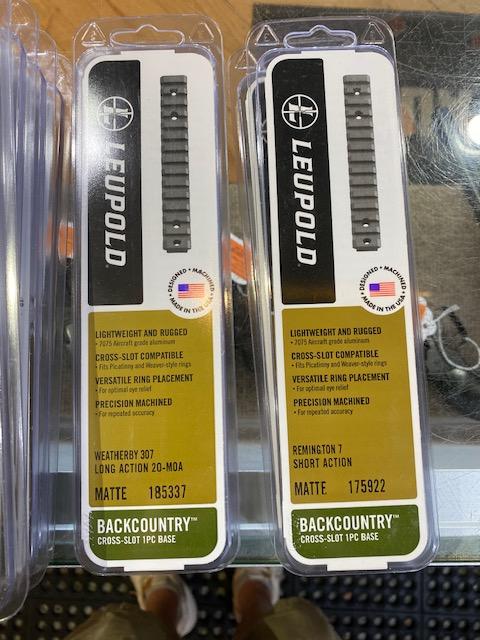 LEUPOLD
DESIGNED • MACHINED
MADE IN THE USA
LIGHTWEIGHT AND RUGGED
• 7075 Aircraft grade aluminum
CROSS-SLOT COMPATIBLE
• Fits Picatinny and Weaver-style rings
VERSATILE RING PLACEMENT
• For optimal eye relief
PRECISION MACHINED
• For repeated accuracy
WEATHERBY 307
LONG ACTION 20-MOA
MATTE 185337
BACKCOUNTRY™
CROSS-SLOT 1PC BASE
LEUPOLD
DESIGNED • MACHINED
MADE IN THE USA
LIGHTWEIGHT AND RUGGED
• 7075 Aircraft grade aluminum
CROSS-SLOT COMPATIBLE
• Fits Picatinny and Weaver-style rings
VERSATILE RING PLACEMENT
• For optimal eye relief
PRECISION MACHINED
• For repeated accuracy
REMINGTON 7
SHORT ACTION
MATTE 175922
BACKCOUNTRY™
CROSS-SLOT 1PC BASE